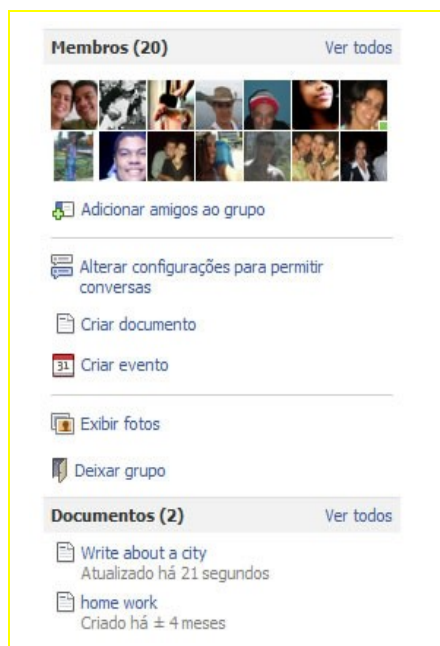 Membros (20) Ver todos
Adicionar amigos ao grupo
Alterar configurações para permitir
conversas
Criar documento
31 Criar evento
Exibir fotos
Deixar grupo
Documentos (2) Ver todos
Write about a city
Atualizado há 21 segundos
home work
Criado há ± 4 meses